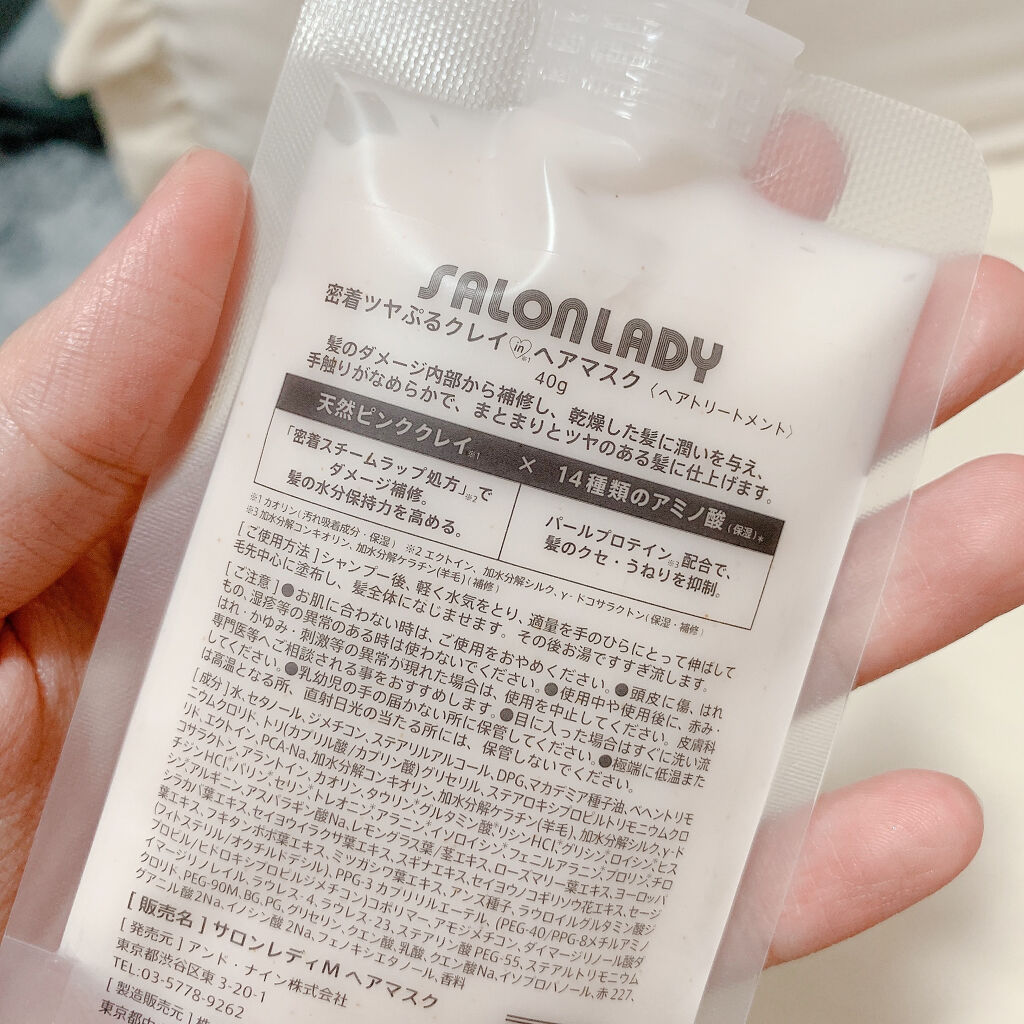 SALON LADY
密着ツヤぷるクレイin※1ヘアマスク〈ヘアトリートメント〉
40g
髪のダメージ内部から補修し、乾燥した髪に潤いを与え、
手触りがなめらかで、まとまりとツヤのある髪に仕上げます。
天然ピンククレイ※1 × 14種類のアミノ酸(保湿)*
「密着スチームラップ処方」※2で
ダメージ補修。
髪の水分保持力を高める。
パールプロテイン※3配合で、
髪のクセ・うねりを抑制。
※1 カオリン(汚れ吸着成分・保湿) ※2 エクトイン、加水分解シルク、γ-ドコサラクトン(保湿・補修)
※3 加水分解コンキオリン、加水分解ケラチン(羊毛)(補修)
[ご使用方法]シャンプー後、軽く水気をとり、適量を手のひらにとって伸ばして
毛先中心に塗布し、髪全体になじませます。その後お湯ですすぎ流します。
[ご注意]●お肌に合わない時は、ご使用をおやめください。●頭皮に傷、はれ
もの、湿疹等の異常のある時は使わないでください。●使用中や使用後に、赤み・
はれ・かゆみ・刺激等の異常が現れた場合は、使用を中止してください。皮膚科
専門医等へご相談される事をおすすめします。●目に入った場合はすぐに洗い流
してください。●乳幼児の手の届かない所に保管してください。●極端に低温また
は高温となる所、直射日光の当たる所には、保管しないでください。
[成分]水、セタノール、ジメチコン、ステアリルアルコール、DPG、マカデミア種子油、ベヘントリモ
ニウムクロリド、トリ(カプリル酸/カプリン酸)グリセリル、ステアロキシプロピルトリモニウムクロ
リド、エクトイン、PCA-Na、加水分解コンキオリン、加水分解ケラチン(羊毛)、加水分解シルク、γ-ド
コサラクトン、アラントイン、カオリン、タウリン*、グルタミン酸*、リシンHCl*、グリシン*、ロイシン*、ヒス
チジンHCl*、バリン*、セリン*、トレオニン*、アラニン*、イソロイシン*、フェニルアラニン*、プロリン*、チロ
シン*、アルギニン、アスパラギン酸Na、レモングラス葉/茎エキス、ローズマリー葉エキス、ヨーロッパ
シラカバ葉エキス、セイヨウイラクサ葉エキス、スギナエキス、セイヨウノコギリソウ花エキス、セージ
葉エキス、フキタンポポ葉エキス、ミツガシワ葉エキス、アンズ種子、ラウロイルグルタミン酸ジ
(フィトステリル/オクチルドデシル)、PPG-3 カプリリルエーテル、(PEG-40/PPG-8メチルアミノ
プロピル/ヒドロキシプロピルジメチコン)コポリマー、アモジメチコン、ダイマージリノール酸ダ
イマージリノレイル、ラウレス-4、ラウレス-23、ステアリン酸PEG-55、ステアルトリモニウム
クロリド、PEG-90M、BG、PG、グリセリン、クエン酸、乳酸、クエン酸Na、イソプロパノール、赤227、
グアニル酸2Na、イノシン酸2Na、フェノキシエタノール、香料
[販売名]サロンレディM ヘアマスク
[発売元]アンド・ナイン株会社
東京都渋谷区東 3-20-1
TEL:03-5778-9262
[製造販売元]株
東京都中